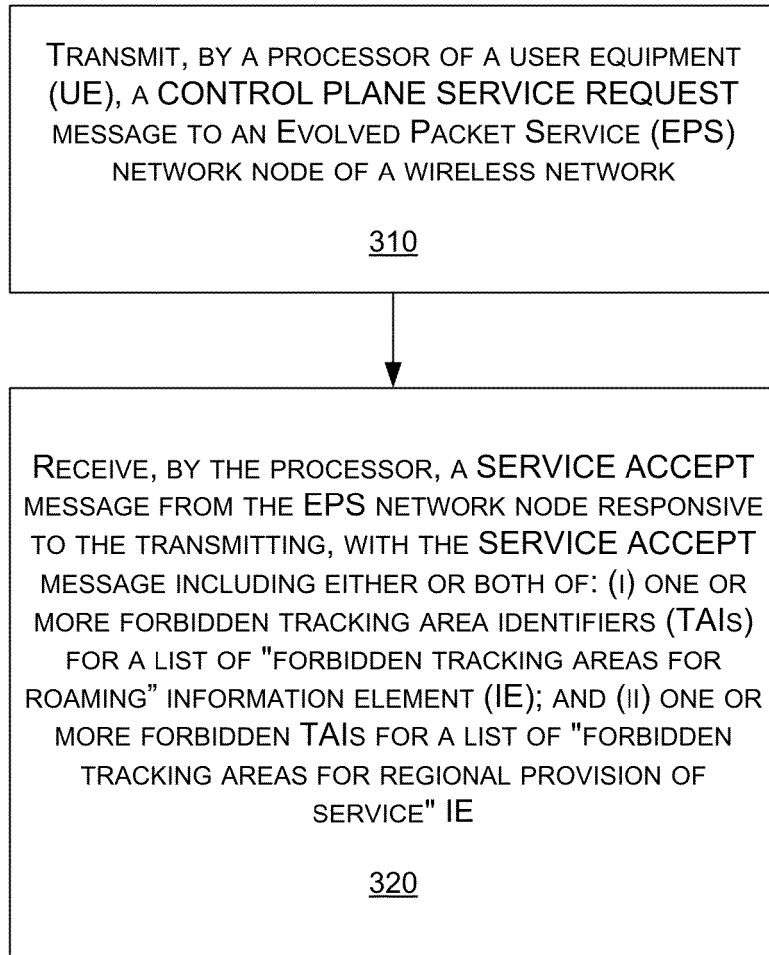 TRANSMIT, BY A PROCESSOR OF A USER EQUIPMENT
(UE), A CONTROL PLANE SERVICE REQUEST
MESSAGE TO AN EVOLVED PACKET SERVICE (EPS)
NETWORK NODE OF A WIRELESS NETWORK
310
RECEIVE, BY THE PROCESSOR, A SERVICE ACCEPT
MESSAGE FROM THE EPS NETWORK NODE RESPONSIVE
TO THE TRANSMITTING, WITH THE SERVICE ACCEPT
MESSAGE INCLUDING EITHER OR BOTH OF: (I) ONE OR
MORE FORBIDDEN TRACKING AREA IDENTIFIERS (TAIS)
FOR A LIST OF "FORBIDDEN TRACKING AREAS FOR
ROAMING” INFORMATION ELEMENT (IE); AND (II) ONE OR
MORE FORBIDDEN TAIS FOR A LIST OF "FORBIDDEN
TRACKING AREAS FOR REGIONAL PROVISION OF
SERVICE" IE
320